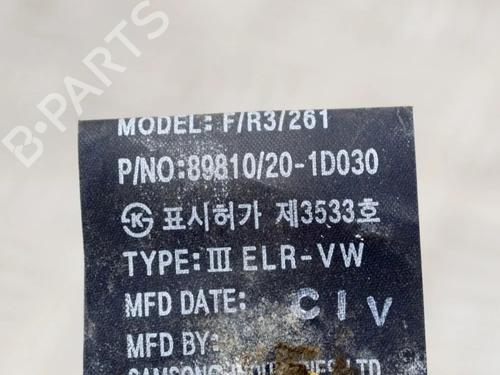 MODEL: F/R3/261
P/NO:89810/20-1D030
표시허가 제3533호
TYPE: III ELR-VW
MFD DATE: CIV
MFD BY:
B-PARTS